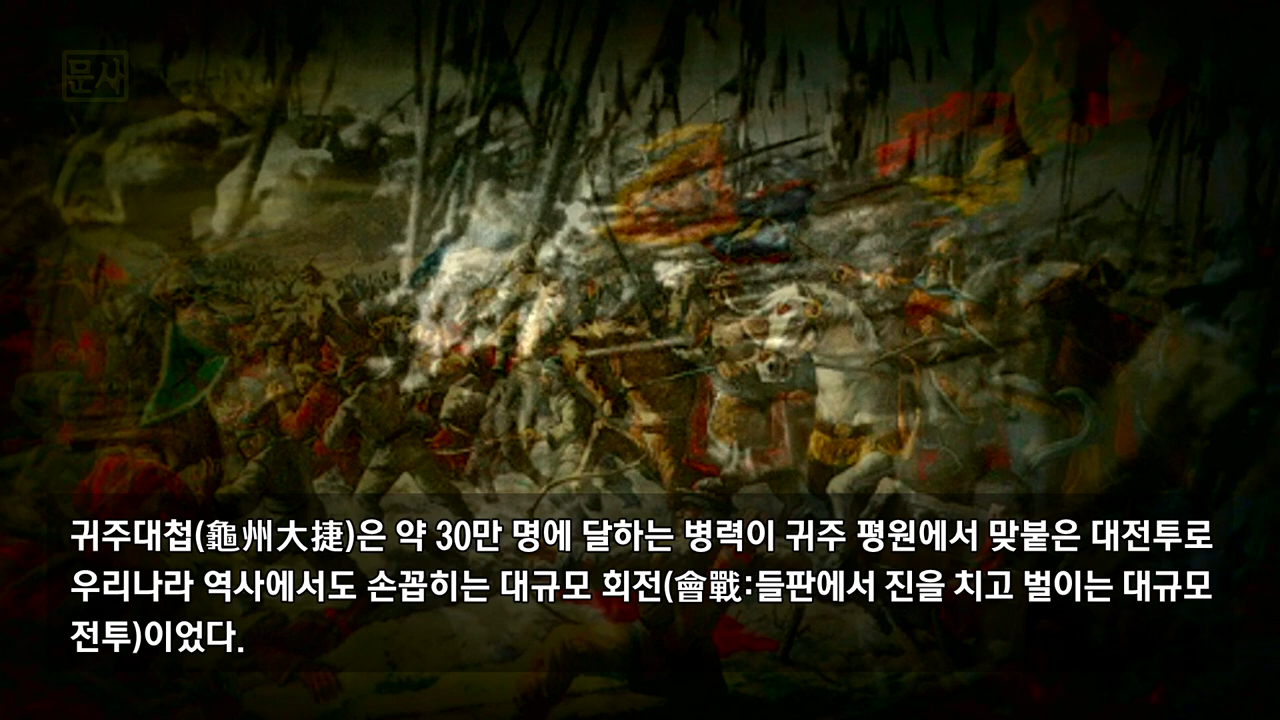 문사
귀주대첩(龜州大捷)은 약 30만 명에 달하는 병력이 귀주 평원에서 맞붙은 대전투로
우리나라 역사에서도 손꼽히는 대규모 회전(會戰:들판에서 진을 치고 벌이는 대규모
전투)이었다.